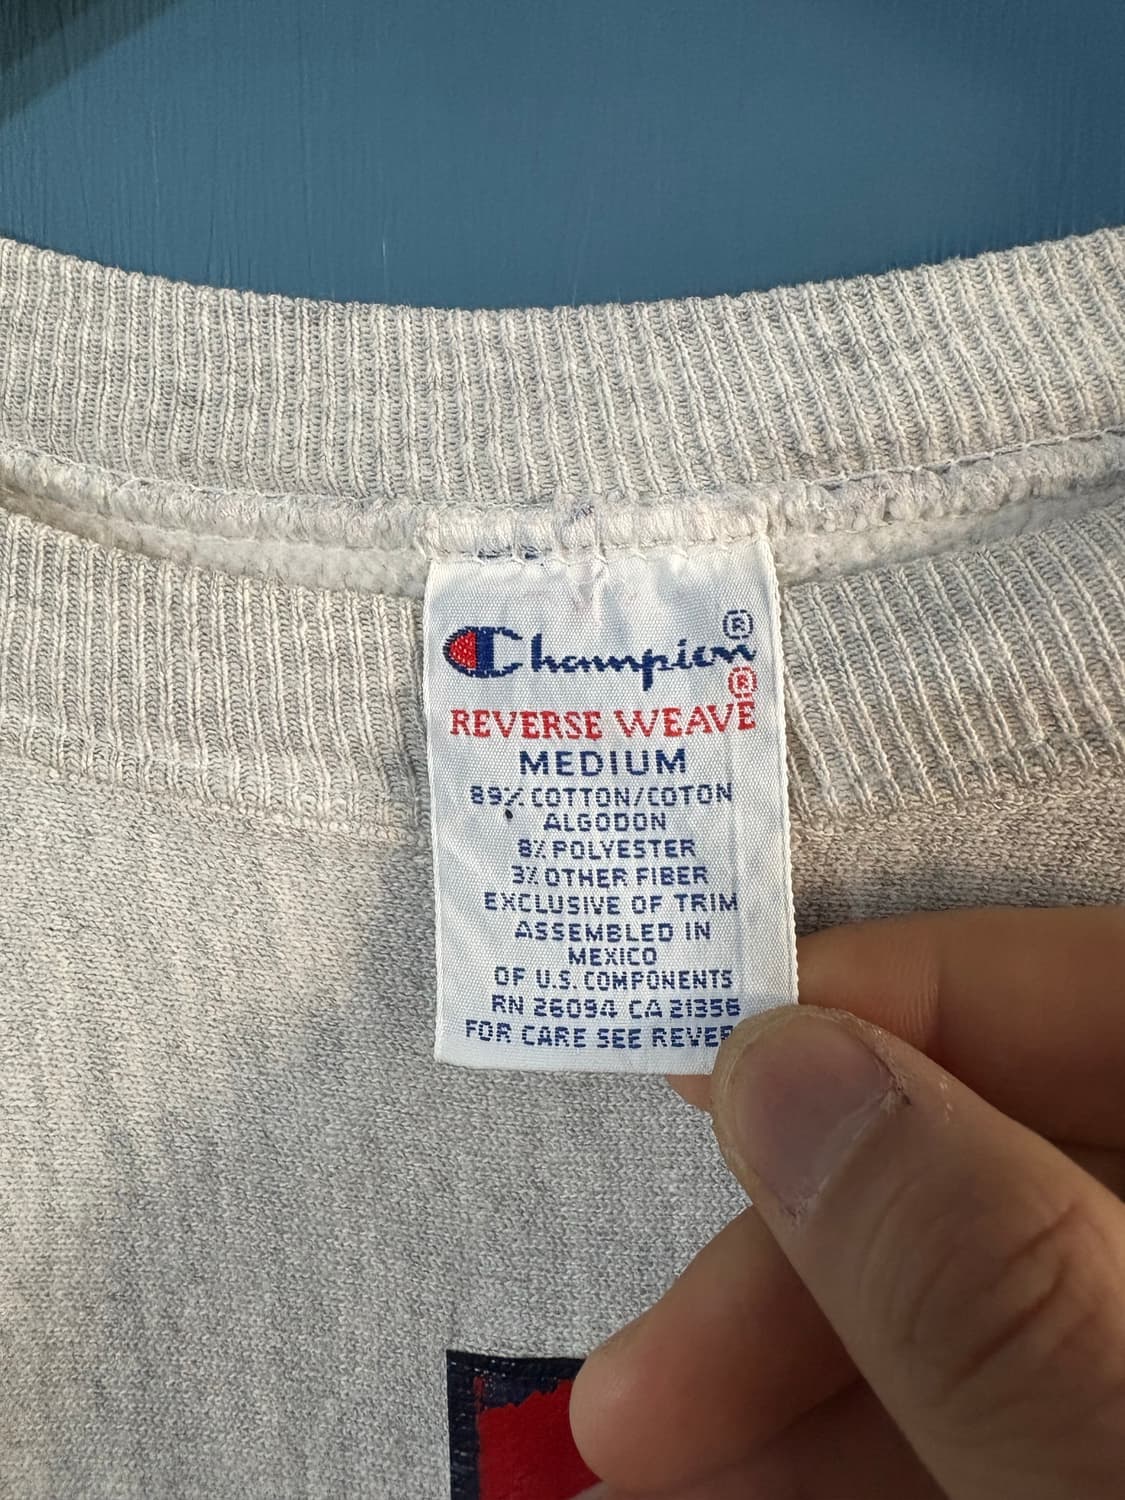 Champion®
REVERSE WEAVE®
MEDIUM
89% COTTON/COTON
ALGODON
8% POLYESTER
3% OTHER FIBER
EXCLUSIVE OF TRIM
ASSEMBLED IN
MEXICO
OF U.S. COMPONENTS
RN 26094 CA 21356
FOR CARE SEE REVER